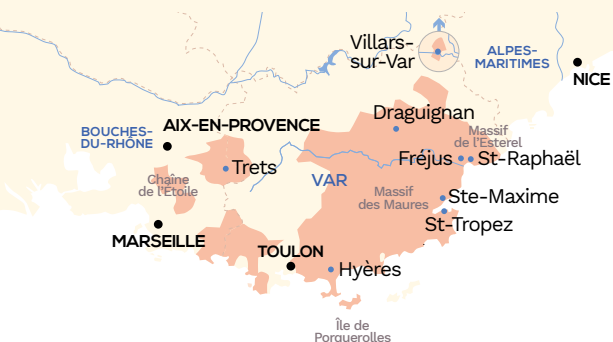 Villars-
sur-Var
ALPES-
MARITIMES
NICE
Draguignan
BOUCHES-
DU-RHÔNE
AIX-EN-PROVENCE
Massif
de l'Esterel
Fréjus
St-Raphaël
Trets
Chaîne
de l'Etoile
VAR
Massif
des Maures
Ste-Maxime
St-Tropez
MARSEILLE
TOULON
Hyères
Île de
Porquerolles